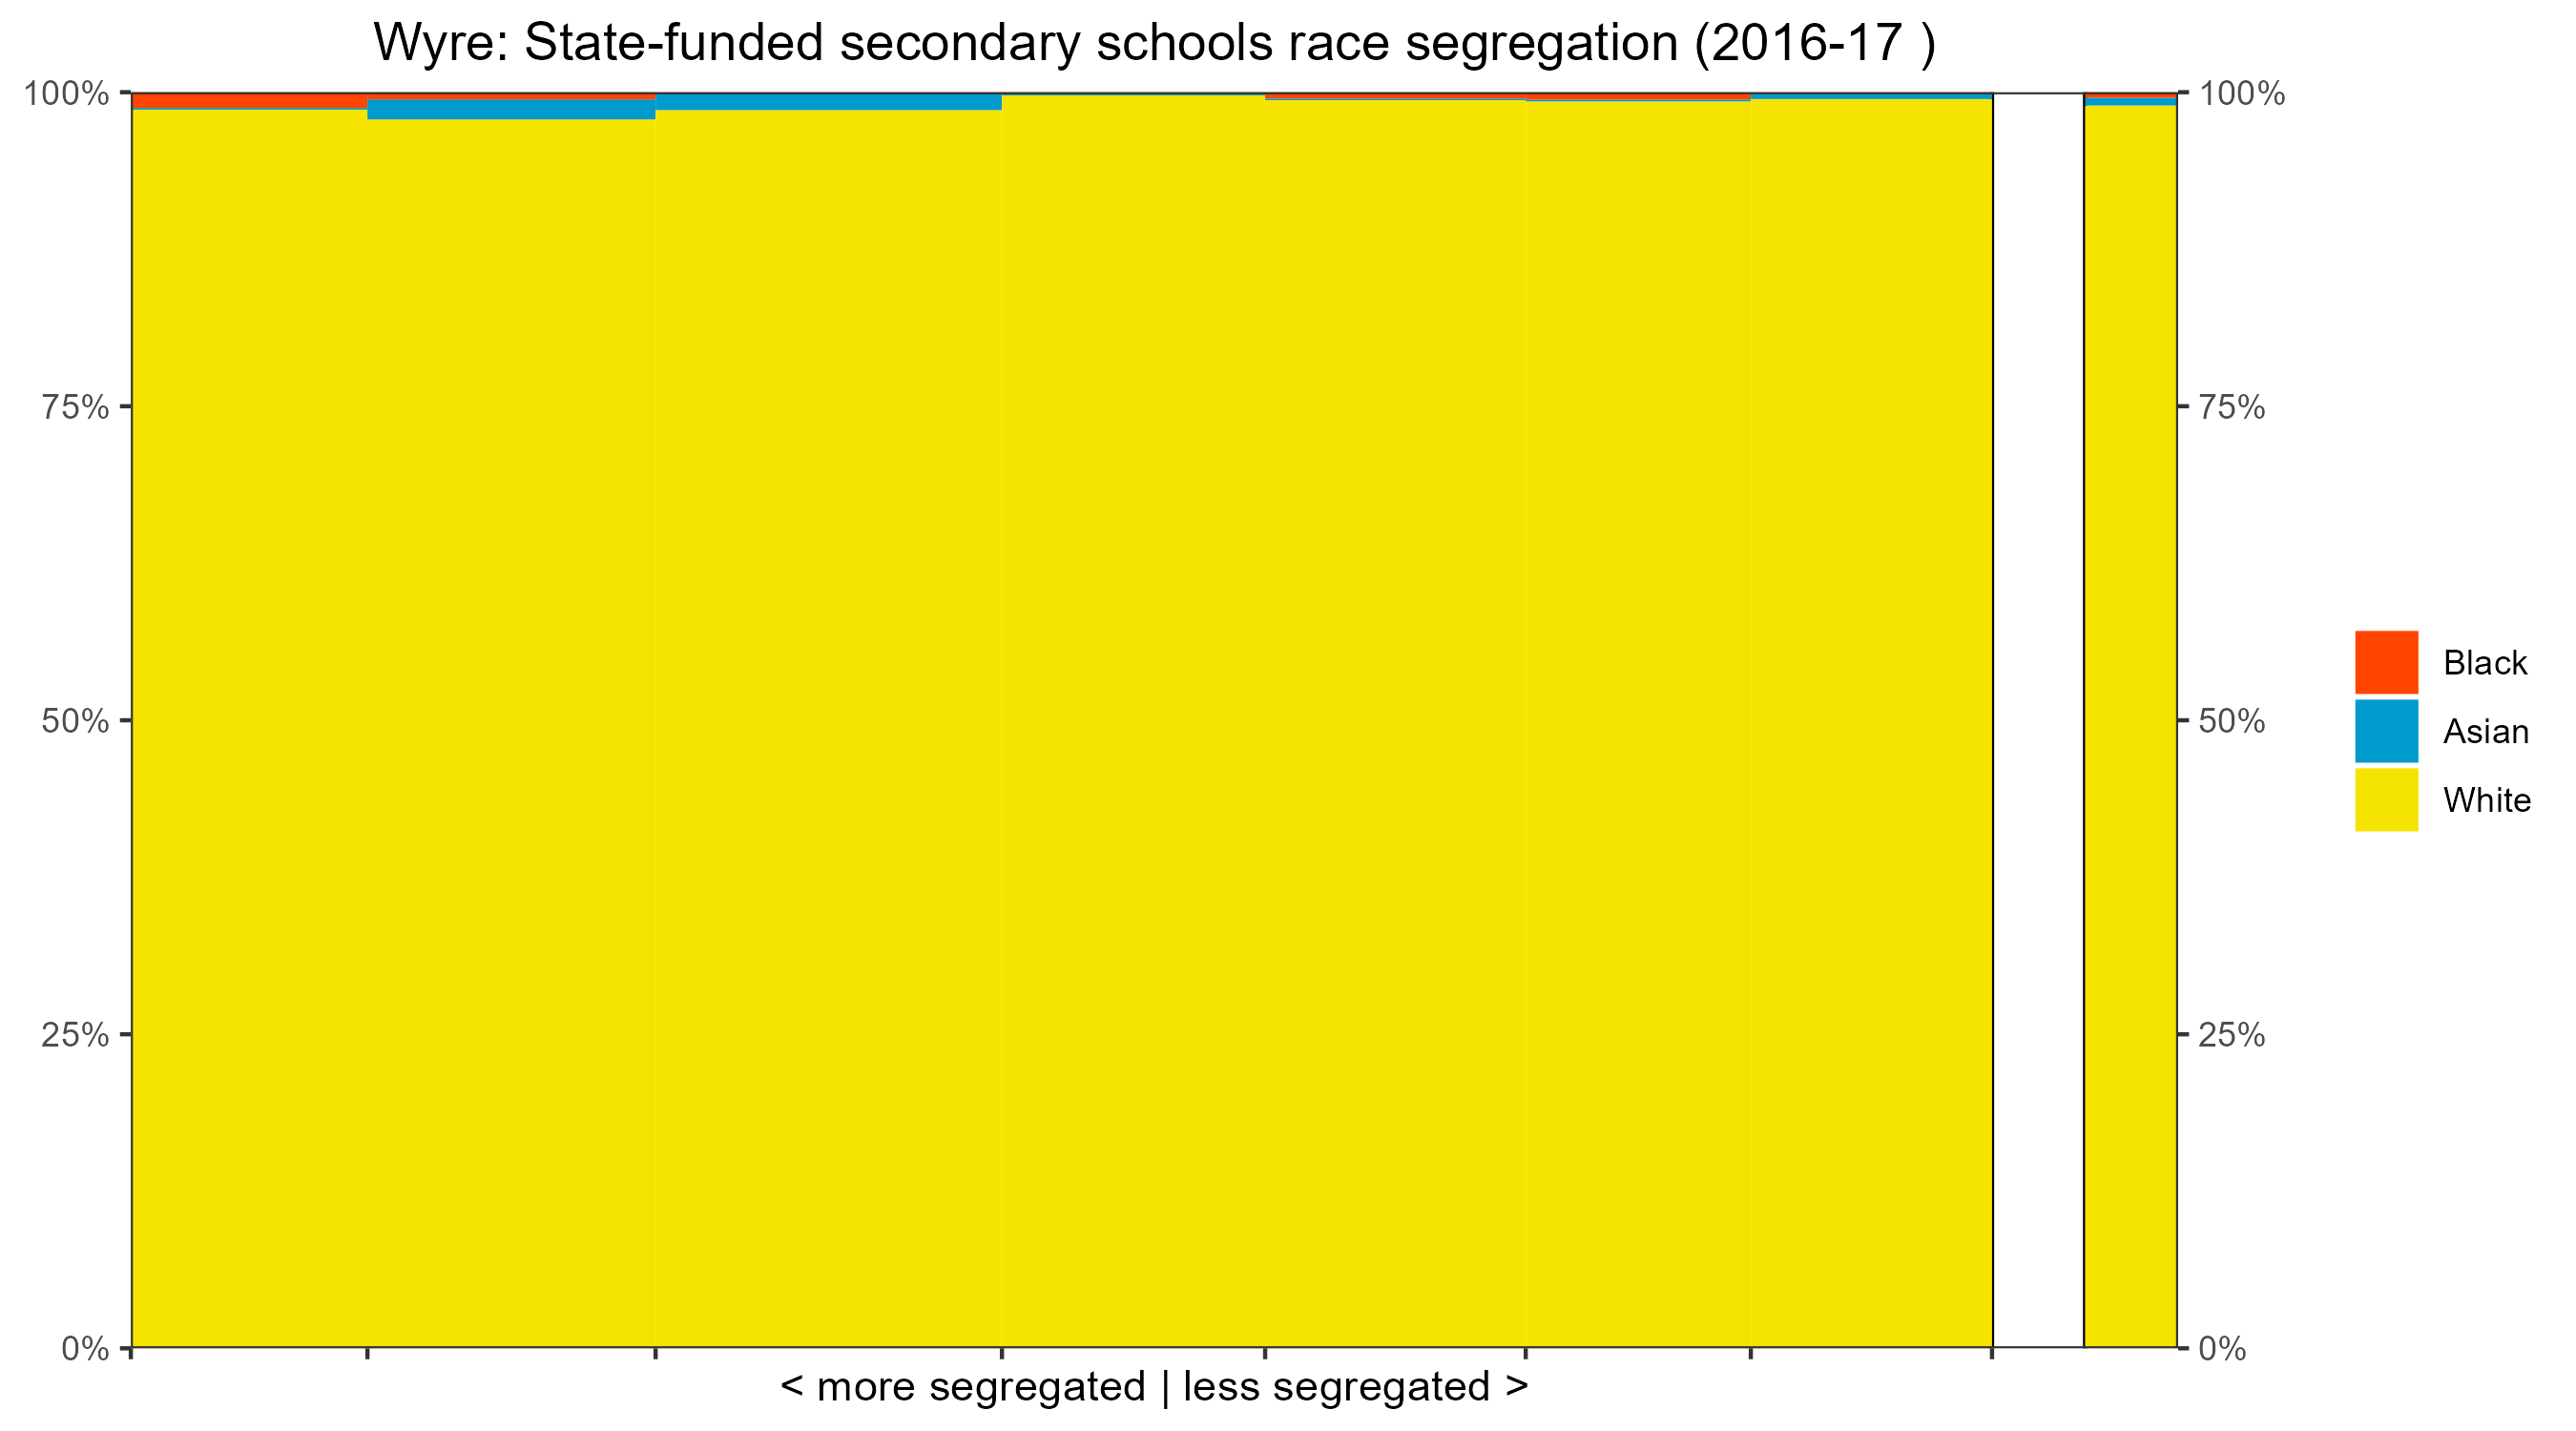 Wyre: State-funded secondary schools race segregation (2016-17 )
100%
75%
50%
25%
0%
100%
75%
50%
25%
0%
Black
Asian
White
< more segregated | less segregated >